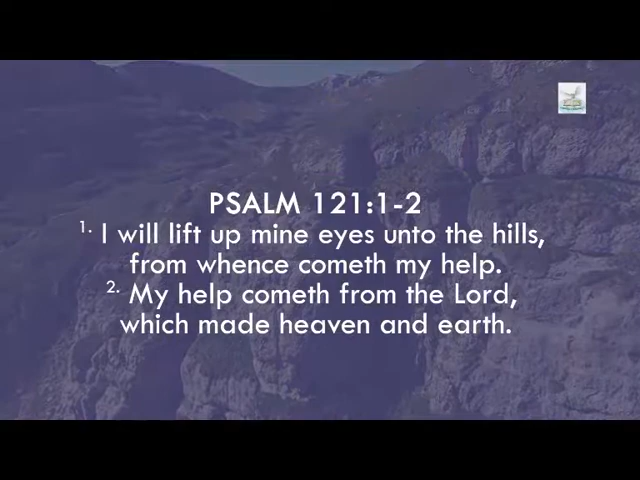 PSALM 121:1-2
1. I will lift up mine eyes unto the hills,
from whence cometh my help.
2. My help cometh from the Lord,
which made heaven and earth.